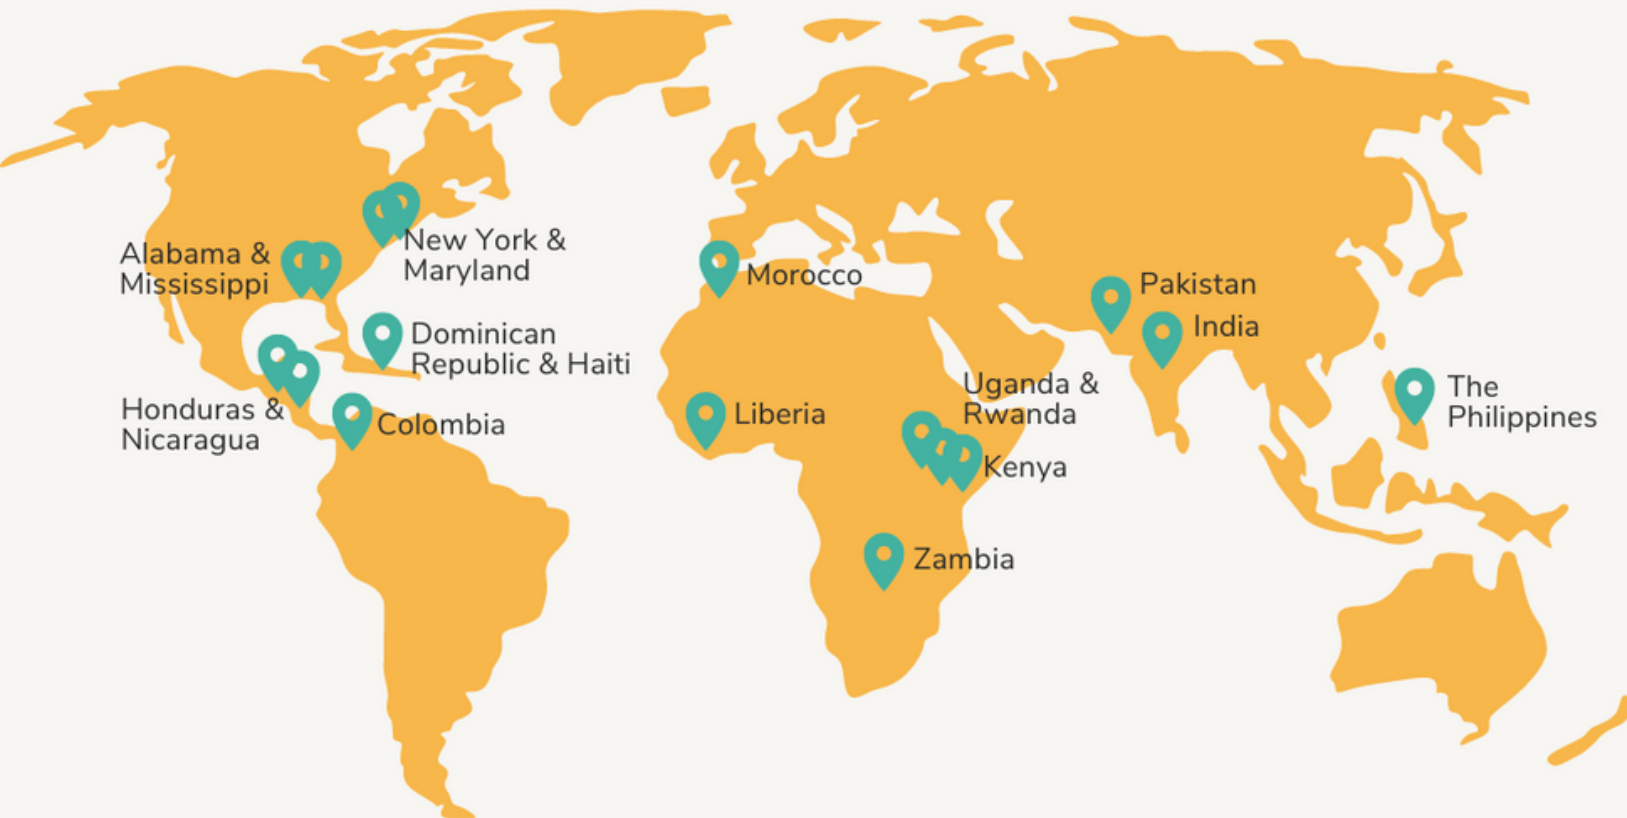 Alabama &
Mississippi
New York &
Maryland
Dominican
Republic & Haiti
Honduras &
Nicaragua
Colombia
Morocco
Liberia
Uganda &
Rwanda
Kenya
Zambia
Pakistan
India
The
Philippines